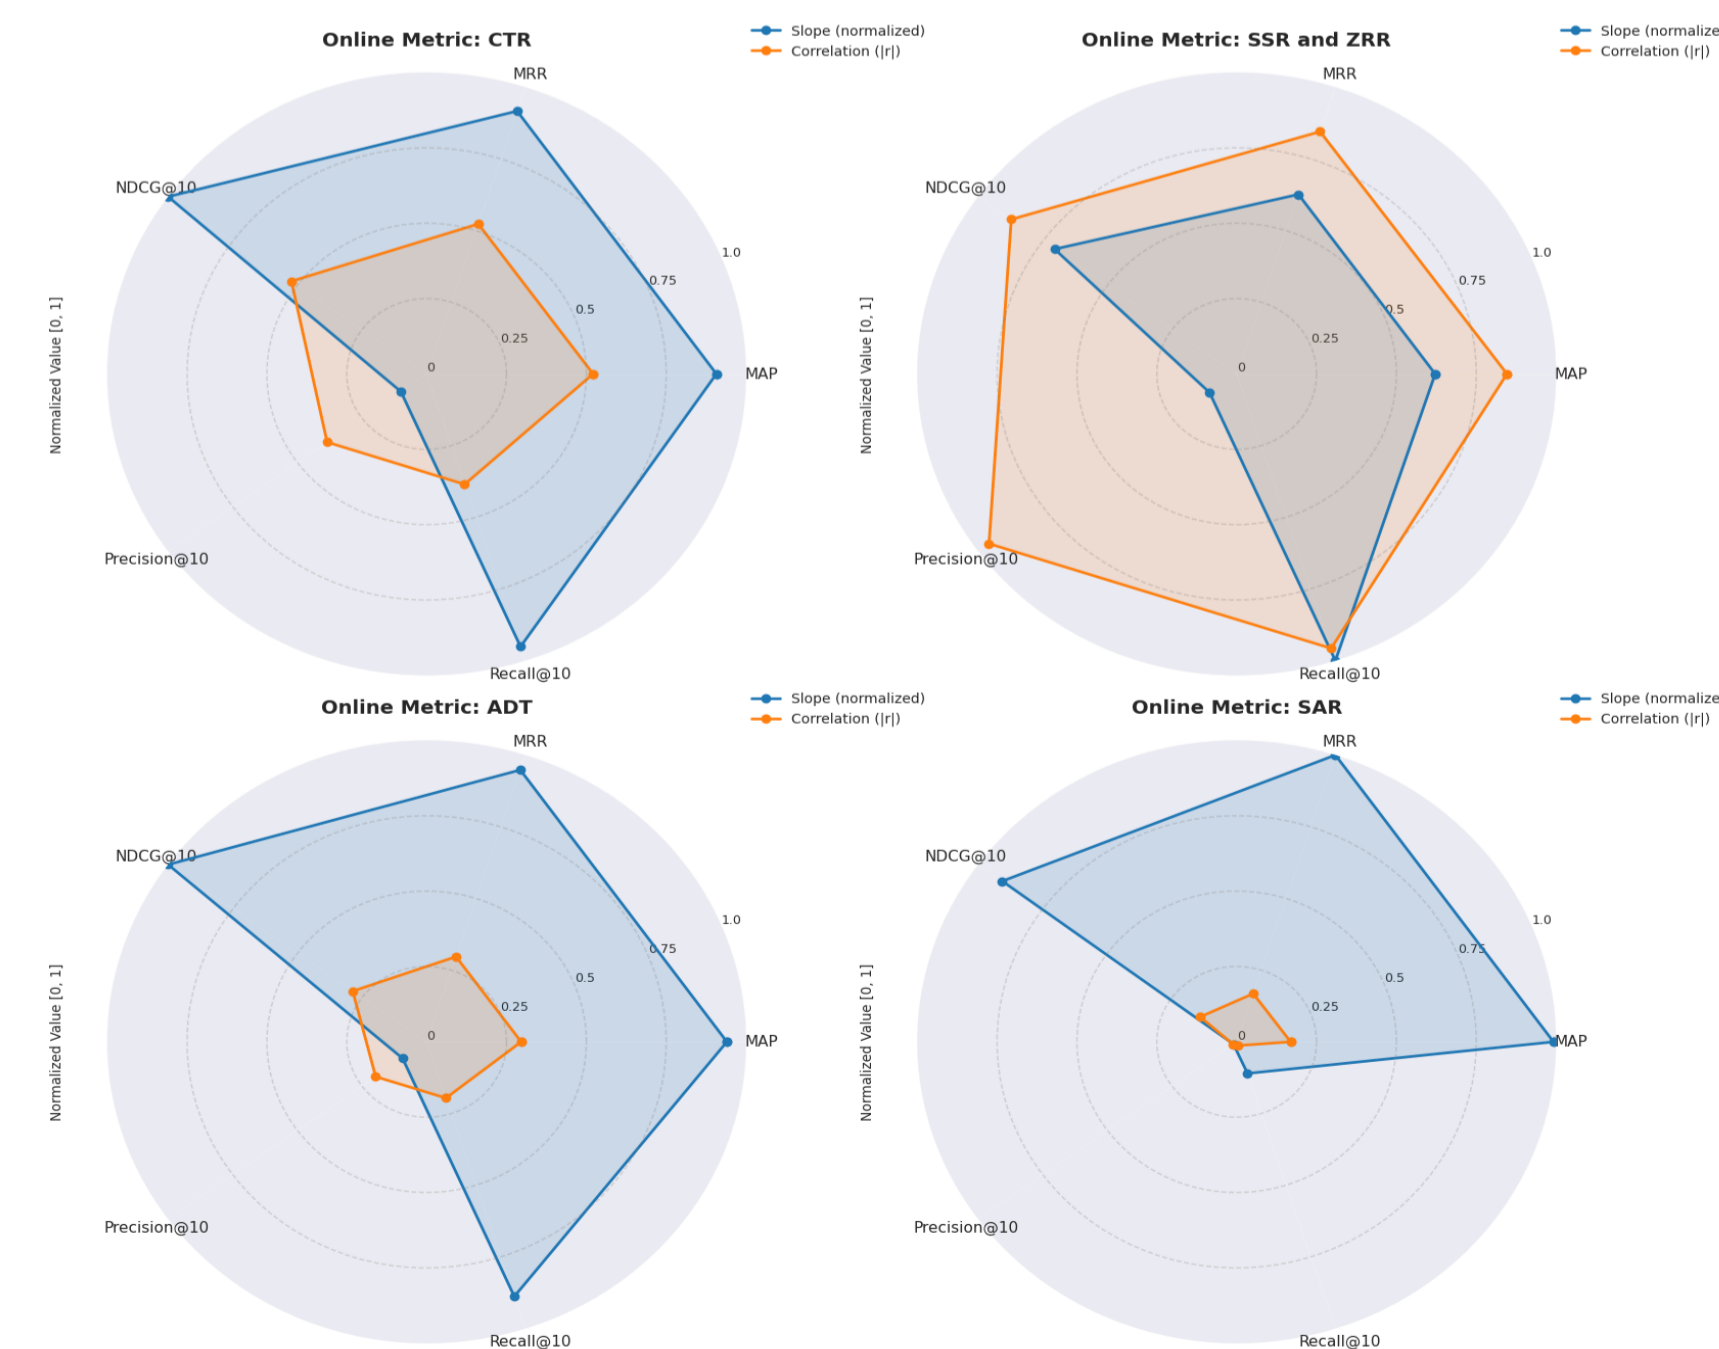 Online Metric: CTR
Slope (normalized)
Correlation (|r|)
MRR
NDCG@10
1.0
0.75
0.5
0.25
0
MAP
Normalized Value [0, 1]
Precision@10
Recall@10
Online Metric: SSR and ZRR
Slope (normalize
Correlation (|r|)
MRR
NDCG@10
1.0
0.75
0.5
0.25
0
MAP
Normalized Value [0, 1]
Precision@10
Recall@10
Online Metric: ADT
Slope (normalized)
Correlation (|r|)
MRR
NDCG@10
1.0
0.75
0.5
0.25
0
MAP
Normalized Value [0, 1]
Precision@10
Recall@10
Online Metric: SAR
Slope (normalize
Correlation (|r|)
MRR
NDCG@10
1.0
0.75
0.5
0.25
0
MAP
Normalized Value [0, 1]
Precision@10
Recall@10